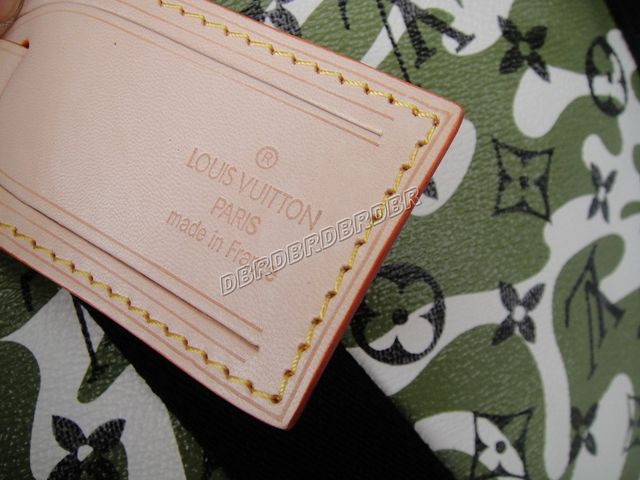 ®
LOUIS VUITTON
PARIS
made in France
DBRDBRDBRDBR